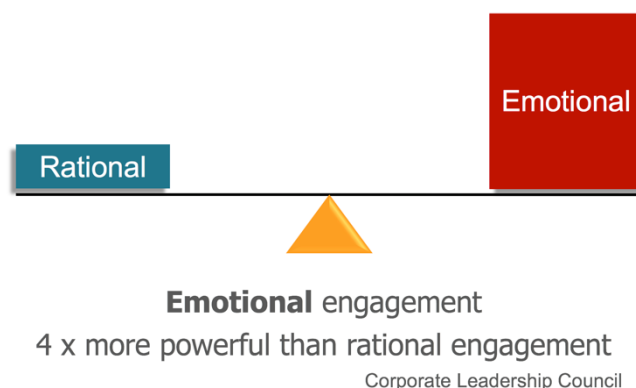 Emotional
Rational
Emotional engagement
4 x more powerful than rational engagement
Corporate Leadership Council